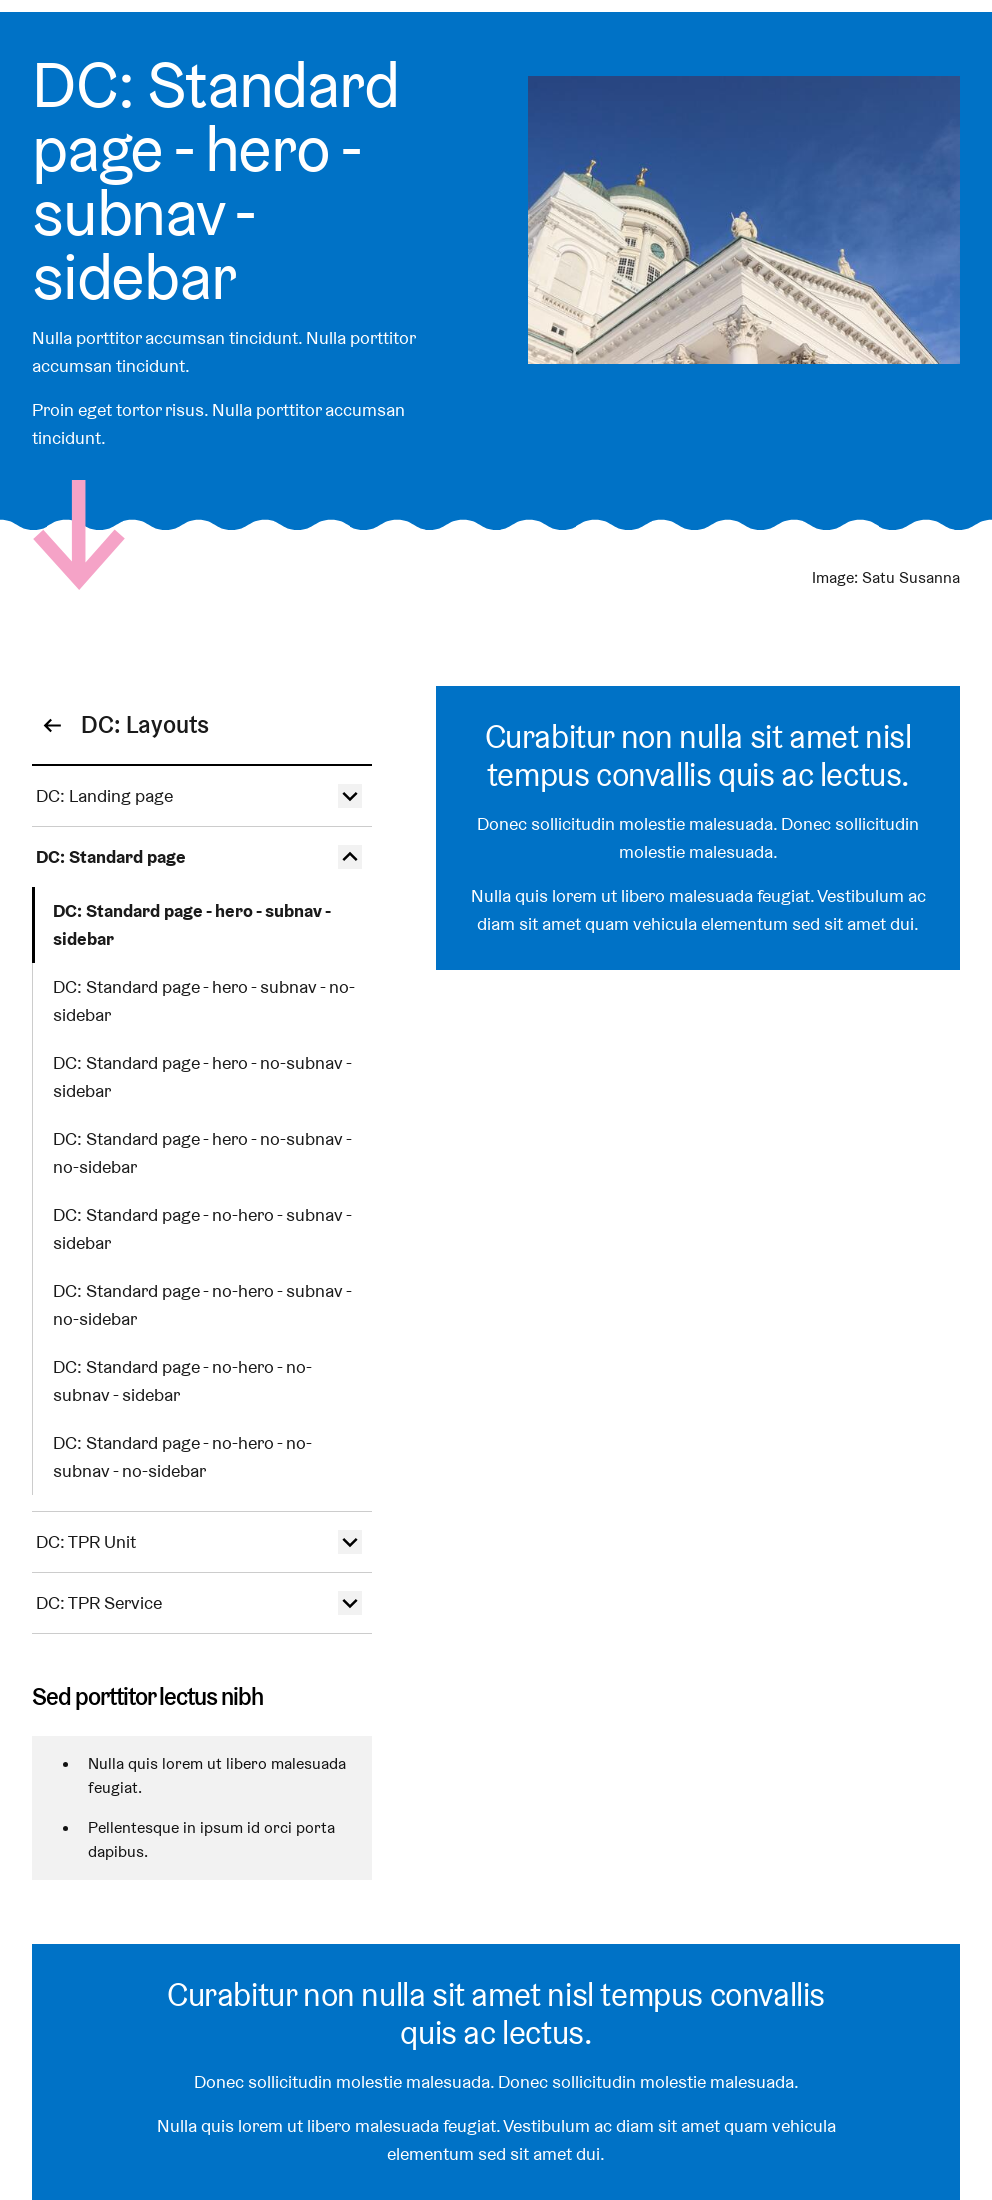 DC: Standard
page - hero -
subnav -
sidebar
Nulla porttitor accumsan tincidunt. Nulla porttitor
accumsan tincidunt.
Proin eget tortor risus. Nulla porttitor accumsan
tincidunt.
Image: Satu Susanna
DC: Layouts
DC: Landing page
DC: Standard page
DC: Standard page - hero - subnav -
sidebar
DC: Standard page - hero - subnav - no-
sidebar
DC: Standard page - hero - no-subnav -
sidebar
DC: Standard page - hero - no-subnav -
no-sidebar
DC: Standard page - no-hero - subnav -
sidebar
DC: Standard page - no-hero - subnav -
no-sidebar
DC: Standard page - no-hero - no-
subnav - sidebar
DC: Standard page - no-hero - no-
subnav - no-sidebar
DC: TPR Unit
DC: TPR Service
Sed porttitor lectus nibh
Nulla quis lorem ut libero malesuada
feugiat.
Pellentesque in ipsum id orci porta
dapibus.
Curabitur non nulla sit amet nisl
tempus convallis quis ac lectus.
Donec sollicitudin molestie malesuada. Donec sollicitudin
molestie malesuada.
Nulla quis lorem ut libero malesuada feugiat. Vestibulum ac
diam sit amet quam vehicula elementum sed sit amet dui.
Curabitur non nulla sit amet nisl tempus convallis
quis ac lectus.
Donec sollicitudin molestie malesuada. Donec sollicitudin molestie malesuada.
Nulla quis lorem ut libero malesuada feugiat. Vestibulum ac diam sit amet quam vehicula
elementum sed sit amet dui.